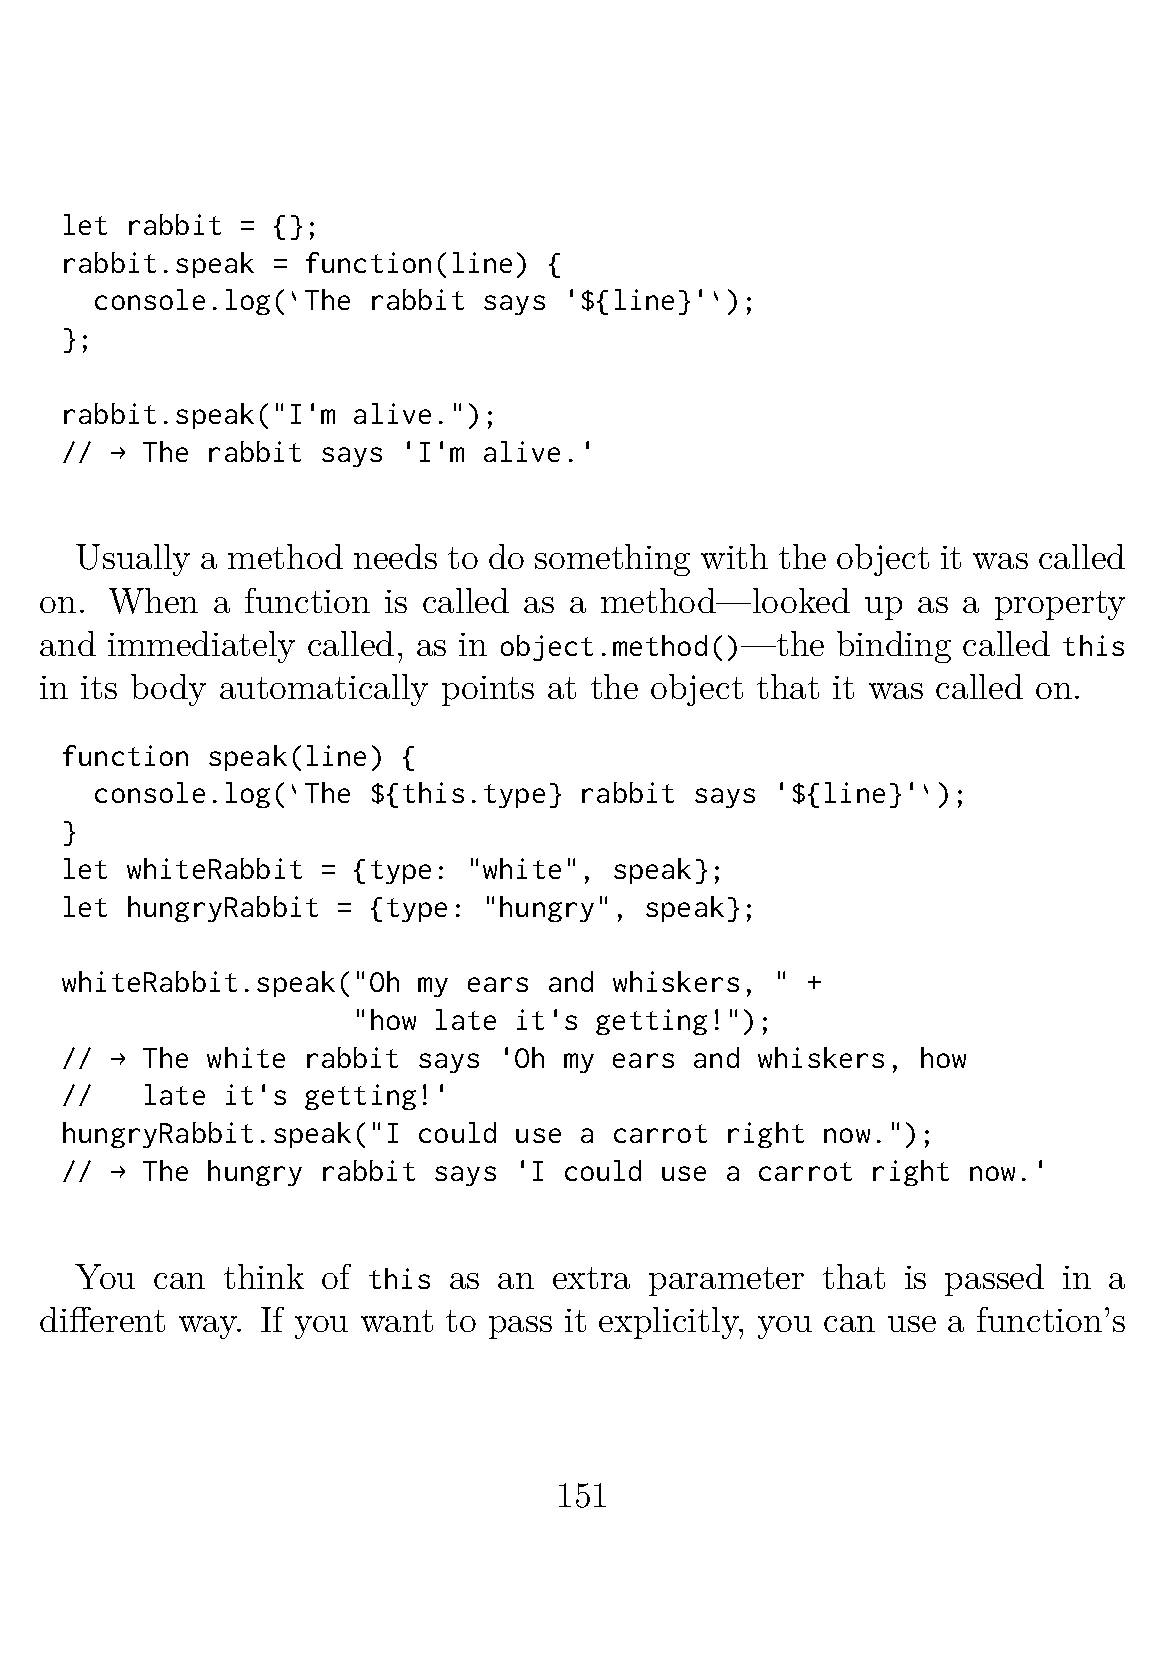 let rabbit = {};
rabbit.speak = function(line) {
  console.log(`The rabbit says '${line}'`);
};

rabbit.speak("I'm alive.");
// → The rabbit says 'I'm alive.'

Usually a method needs to do something with the object it was called
on. When a function is called as a method—looked up as a property
and immediately called, as in object.method()—the binding called this
in its body automatically points at the object that it was called on.

function speak(line) {
  console.log(`The ${this.type} rabbit says '${line}'`);
}
let whiteRabbit = {type: "white", speak};
let hungryRabbit = {type: "hungry", speak};

whiteRabbit.speak("Oh my ears and whiskers, " +
                  "how late it's getting!");
// → The white rabbit says 'Oh my ears and whiskers, how
//   late it's getting!'
hungryRabbit.speak("I could use a carrot right now.");
// → The hungry rabbit says 'I could use a carrot right now.'

You can think of this as an extra parameter that is passed in a
different way. If you want to pass it explicitly, you can use a function’s

151